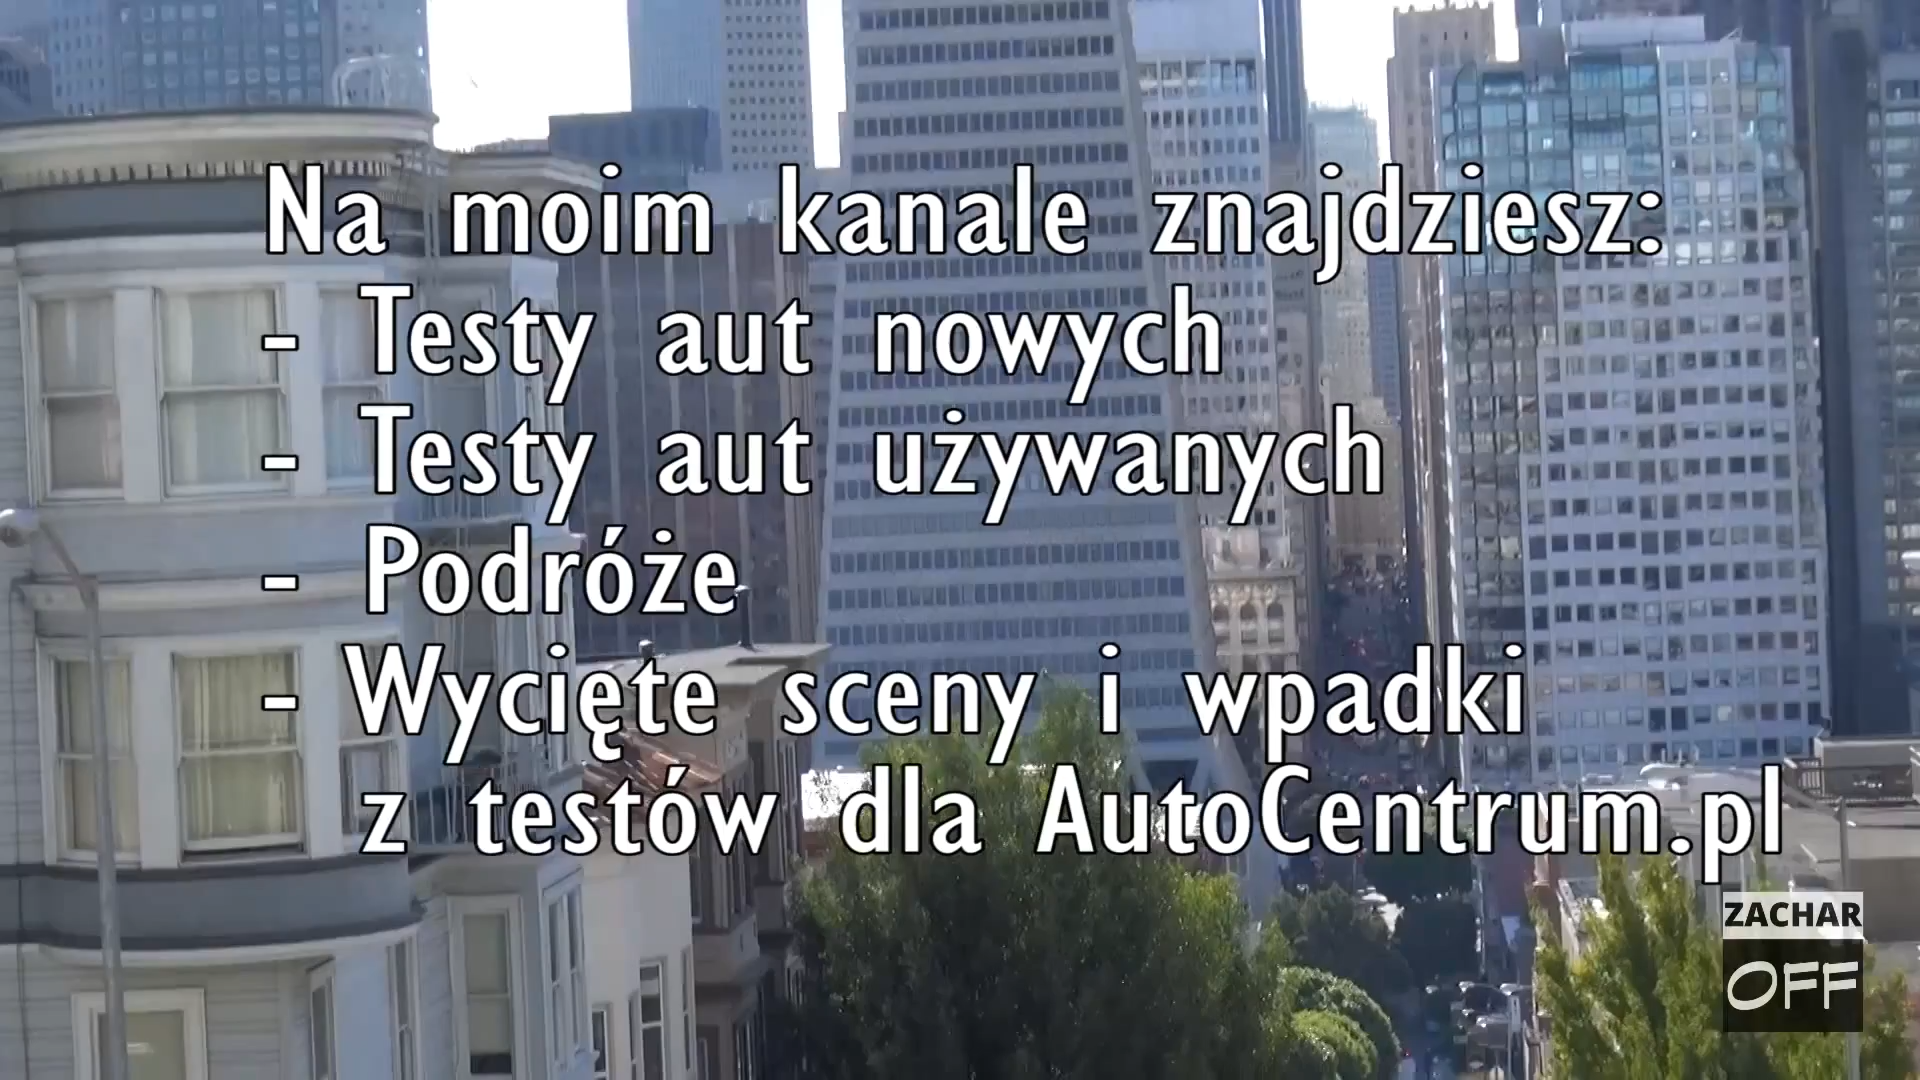 Na moim kanale znajdziesz:
- Testy aut nowych
- Testy aut używanych
- Podróże
- Wycięte sceny i wpadki
z testów dla AutoCentrum.pl
ZACHAR
OFF